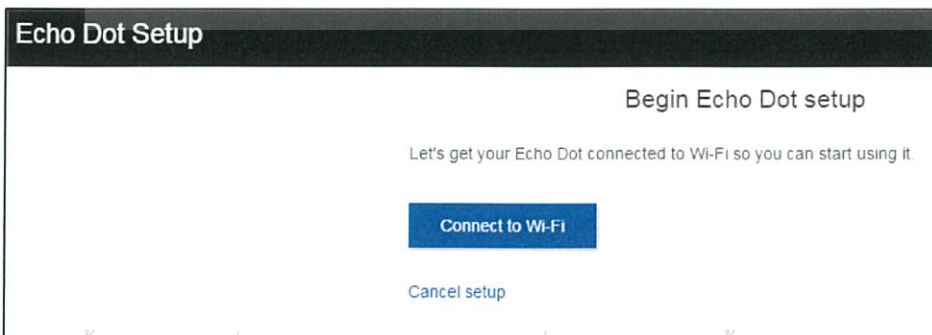 Echo Dot Setup
Begin Echo Dot setup
Let's get your Echo Dot connected to Wi-Fi so you can start using it.
Connect to Wi-Fi
Cancel setup